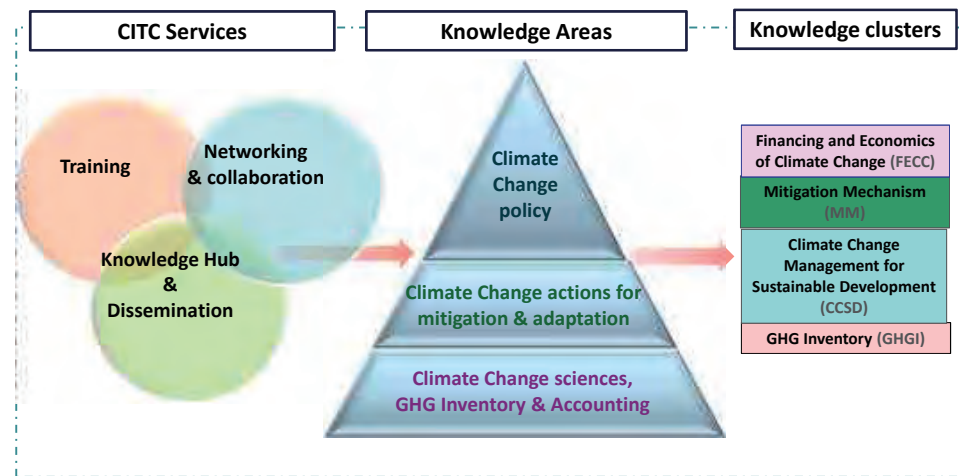 CITC Services
Knowledge Areas
Knowledge clusters
Training
Networking
& collaboration
Knowledge Hub
&
Dissemination
Climate
Change
policy
Climate Change actions for
mitigation & adaptation
Climate Change sciences,
GHG Inventory & Accounting
Financing and Economics
of Climate Change (FECC)
Mitigation Mechanism
(MM)
Climate Change
Management for
Sustainable Development
(CCSD)
GHG Inventory (GHGI)